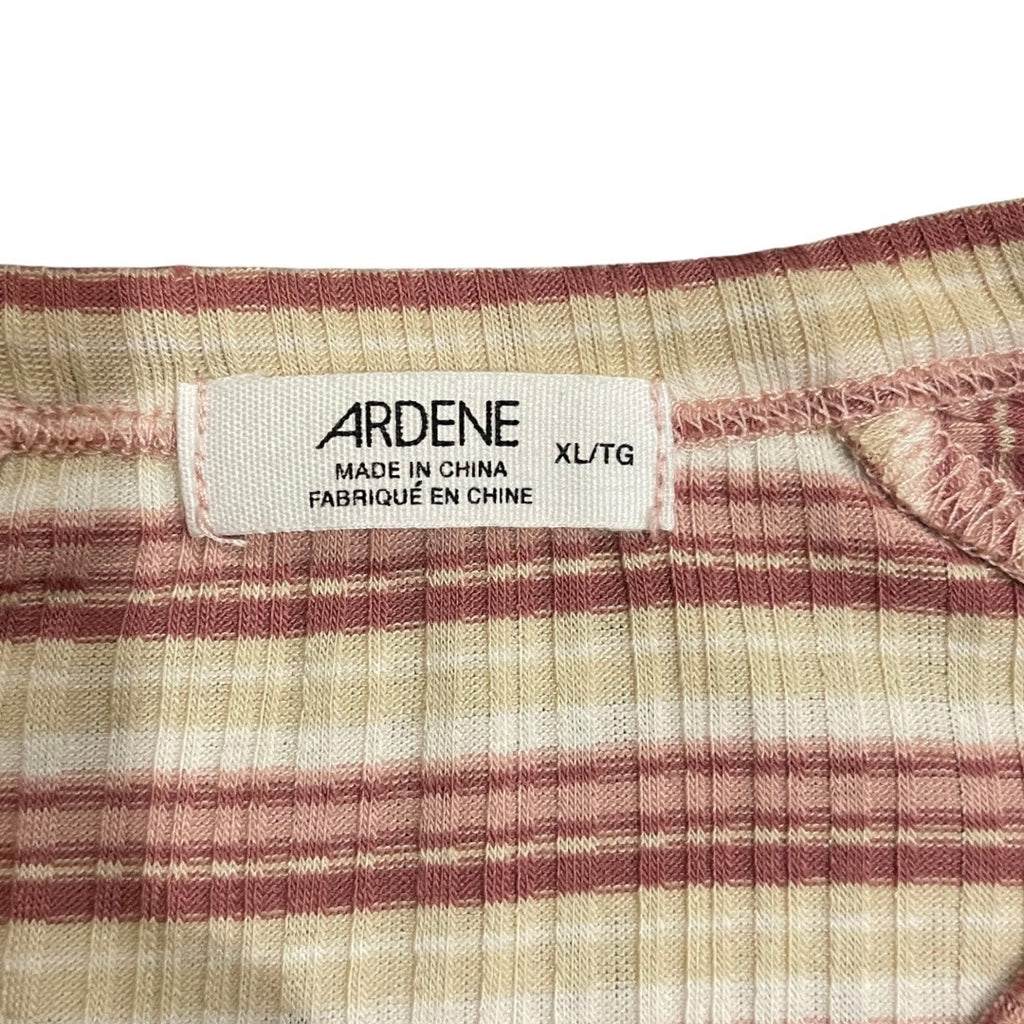 ARDENE
MADE IN CHINA
FABRIQUÉ EN CHINE
XL/TG